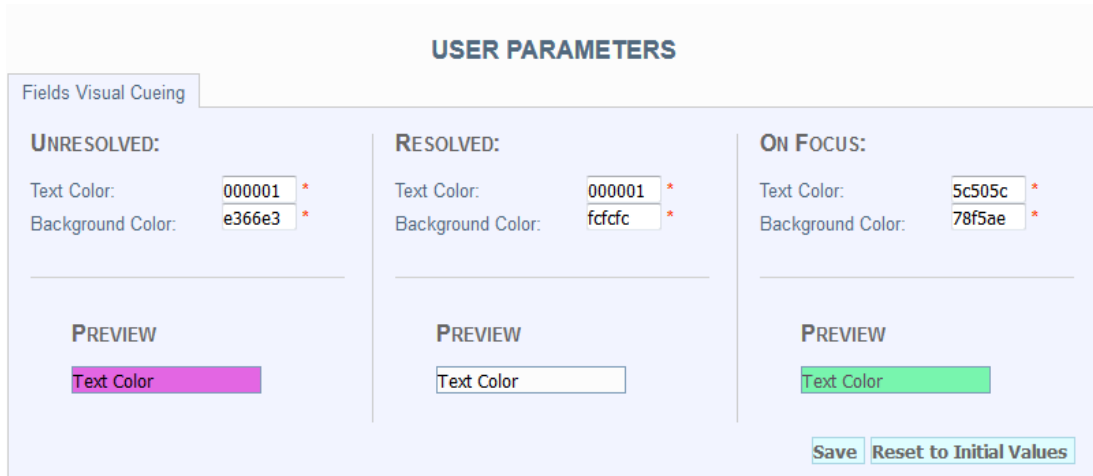 USER PARAMETERS
Fields Visual Cueing
UNRESOLVED:
Text Color: 000001 *
Background Color: e366e3 *
PREVIEW
Text Color
RESOLVED:
Text Color: 000001 *
Background Color: fcfcfc *
PREVIEW
Text Color
ON FOCUS:
Text Color: 5c505c *
Background Color: 78f5ae *
PREVIEW
Text Color
Save Reset to Initial Values